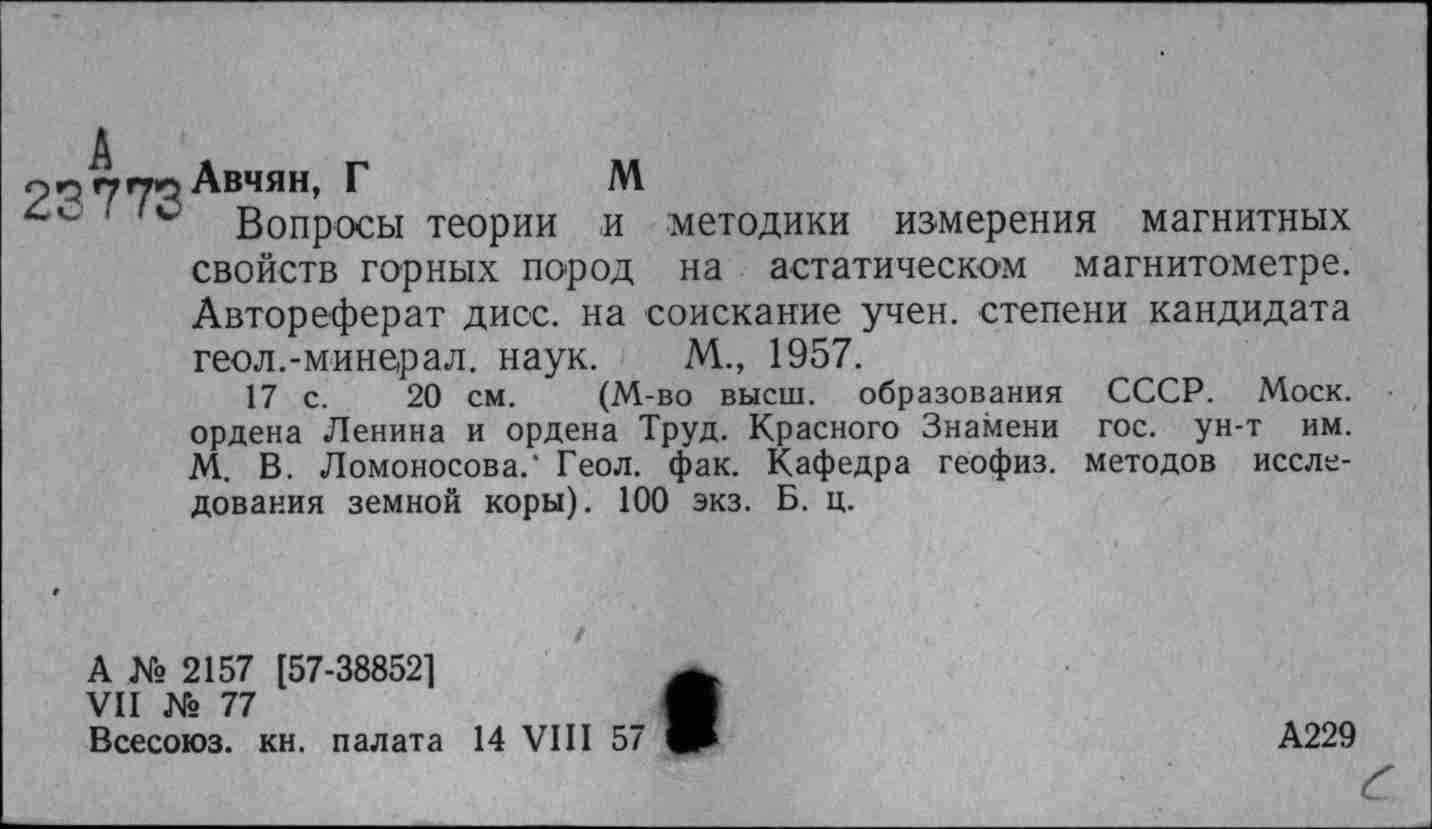 А
23773 Авчян, Г М
Вопросы теории и методики измерения магнитных
свойств горных пород на астатическом магнитометре.
Автореферат дисс. на соискание учен. степени кандидата
геол.-минерал. наук. М., 1957.
17 с. 20 см. (М-во высш. образования СССР. Моск.
ордена Ленина и ордена Труд. Красного Знамени гос. ун-т им.
М. В. Ломоносова. Геол. фак. Кафедра геофиз. методов иссле-
дования земной коры). 100 экз. Б. ц.
А № 2157 [57-38852]
VII № 77
Всесоюз. кн. палата 14 VIII 57
А229